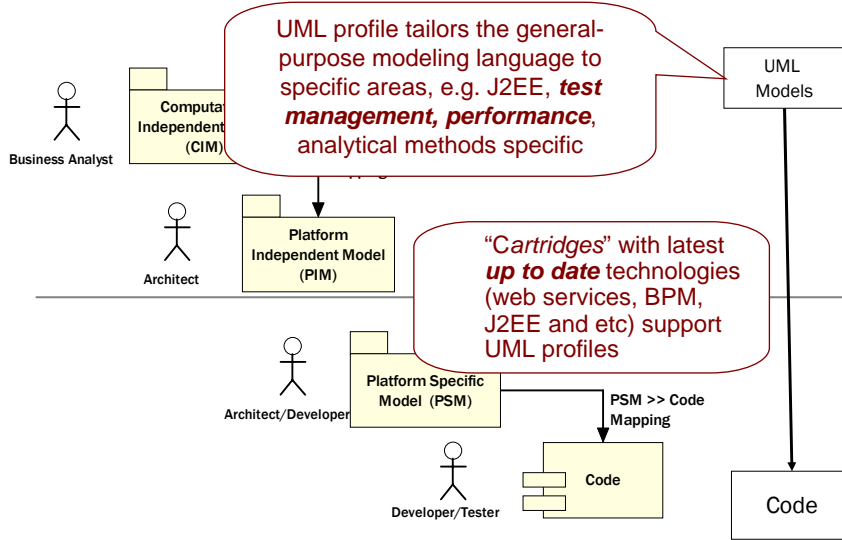 UML profile tailors the general-
purpose modeling language to
specific areas, e.g. J2EE, test
management, performance,
analytical methods specific
UML
Models
Independent
(CIM)
Business Analyst
Platform
Independent Model
(PIM)
Architect
“Cartridges” with latest
up to date technologies
(web services, BPM,
J2EE and etc) support
UML profiles
Platform Specific
Model (PSM)
Architect/Developer
PSM >> Code
Mapping
Code
Developer/Tester
Code